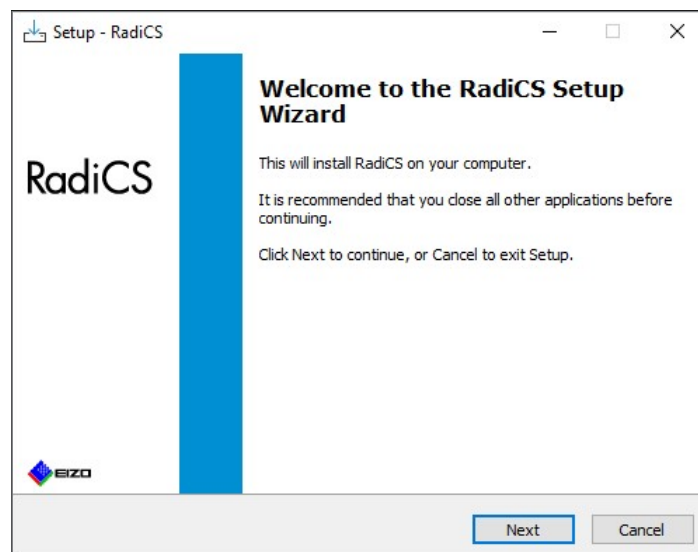 Setup - RadiCS
Welcome to the RadiCS Setup
Wizard
RadiCS
This will install RadiCS on your computer.
It is recommended that you close all other applications before
continuing.
Click Next to continue, or Cancel to exit Setup.
EIZO
Next
Cancel